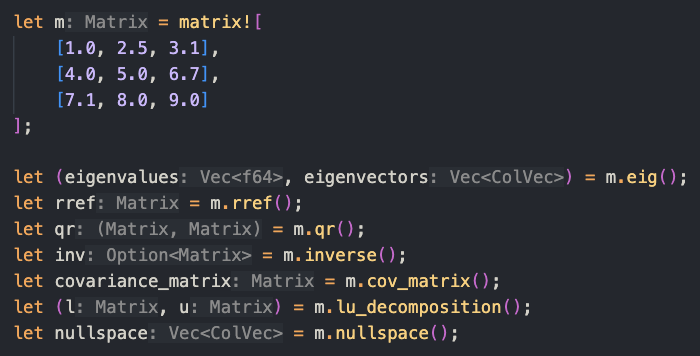 let m: Matrix = matrix![
    [1.0, 2.5, 3.1],
    [4.0, 5.0, 6.7],
    [7.1, 8.0, 9.0]
];

let (eigenvalues: Vec<f64>, eigenvectors: Vec<ColVec>) = m.eig();
let rref: Matrix = m.rref();
let qr: (Matrix, Matrix) = m.qr();
let inv: Option<Matrix> = m.inverse();
let covariance_matrix: Matrix = m.cov_matrix();
let (l: Matrix, u: Matrix) = m.lu_decomposition();
let nullspace: Vec<ColVec> = m.nullspace();